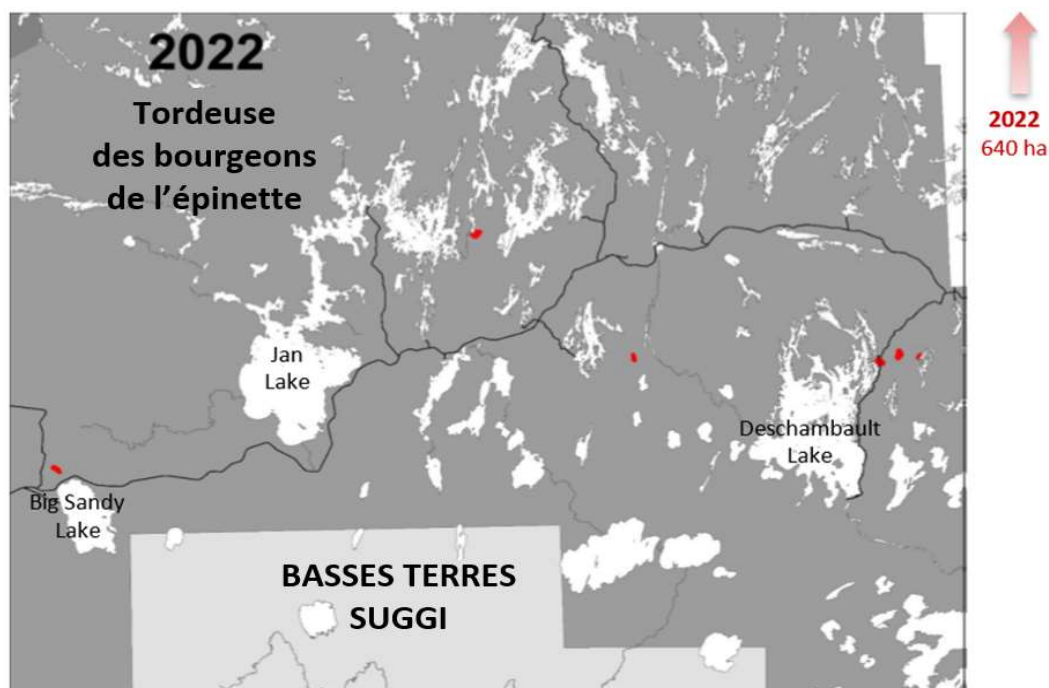 2022
Tordeuse
des bourgeons
de l'épinette
2022
640 ha
Jan
Lake
Deschambault
Lake
Big Sandy
Lake
BASSES TERRES
SUGGI